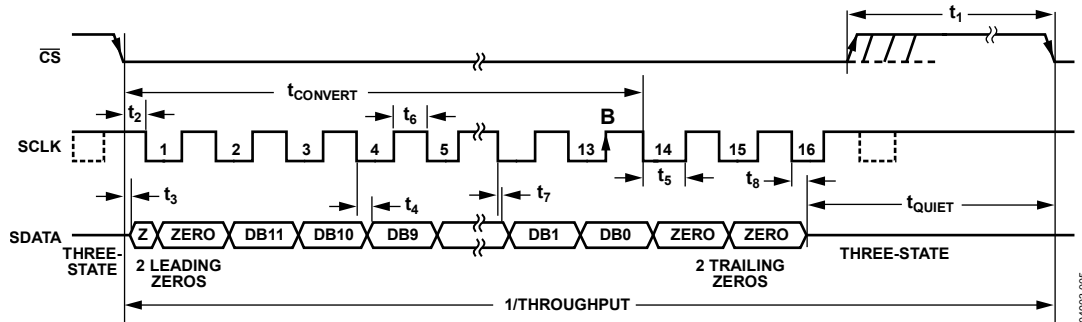 t1
CS
tCONVERT
t2
t6
B
SCLK
1 2 3 4 5 13 14 15 16
t3
t4
t7
t5
t8
tQUIET
SDATA
Z ZERO DB11 DB10 DB9 DB1 DB0 ZERO ZERO
THREE-
STATE
2 LEADING
ZEROS
2 TRAILING
ZEROS
THREE-STATE
1/THROUGHPUT